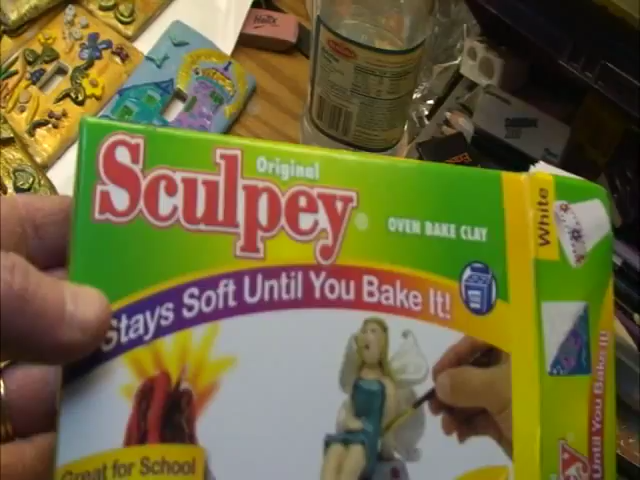 Helix
Original
Sculpey
OVEN BAKE CLAY
Stays Soft Until You Bake It!
Great for School
White
Until You Bake It!